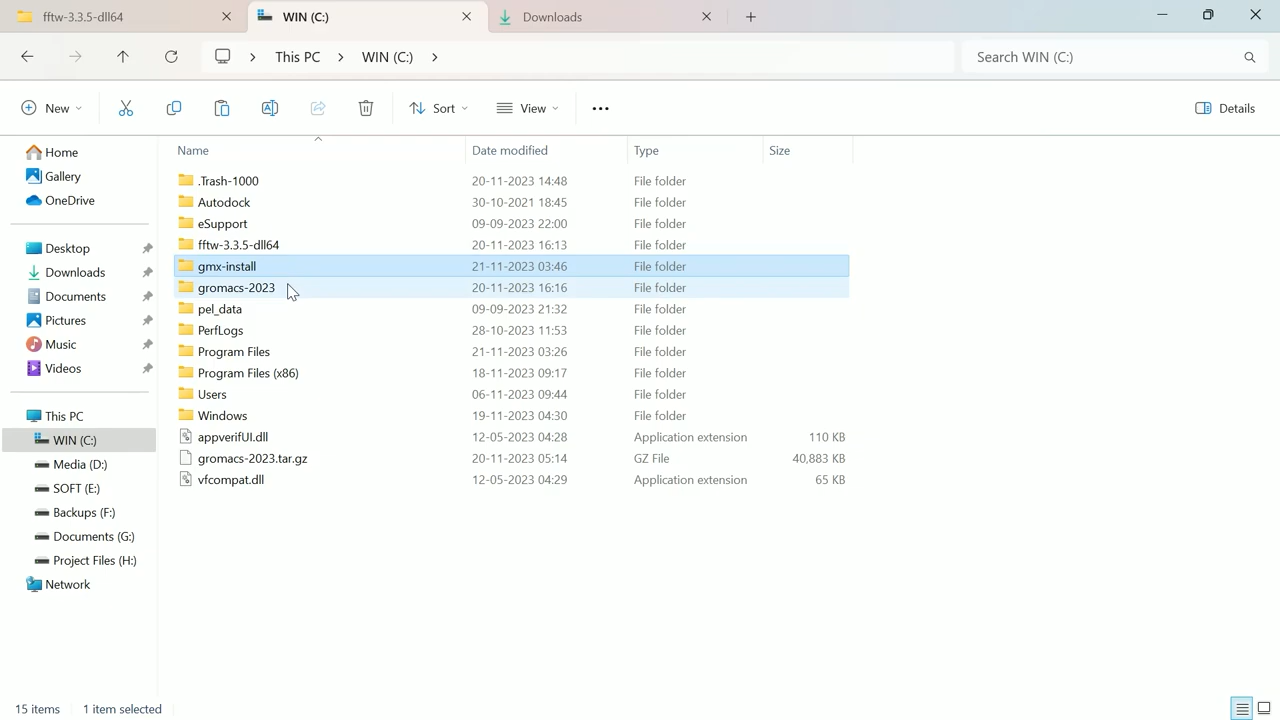 fftw-3.3.5-dll64
WIN (C:)
Downloads
This PC
WIN (C:)
Search WIN (C:)
New
Sort
View
Details
Home
Gallery
OneDrive
Desktop
Downloads
Documents
Pictures
Music
Videos
This PC
WIN (C:)
Media (D:)
SOFT (E:)
Backups (F:)
Documents (G:)
Project Files (H:)
Network
Name Date modified Type Size
.Trash-1000 20-11-2023 14:48 File folder
Autodock 30-10-2021 18:45 File folder
eSupport 09-09-2023 22:00 File folder
fftw-3.3.5-dll64 20-11-2023 16:13 File folder
gmx-install 21-11-2023 03:46 File folder
gromacs-2023 20-11-2023 16:16 File folder
pel_data 09-09-2023 21:32 File folder
PerfLogs 28-10-2023 11:53 File folder
Program Files 21-11-2023 03:26 File folder
Program Files (x86) 18-11-2023 09:17 File folder
Users 06-11-2023 09:44 File folder
Windows 19-11-2023 04:30 File folder
appverifUI.dll 12-05-2023 04:28 Application extension 110 KB
gromacs-2023.tar.gz 20-11-2023 05:14 GZ File 40,883 KB
vfcompat.dll 12-05-2023 04:29 Application extension 65 KB
15 items 1 item selected